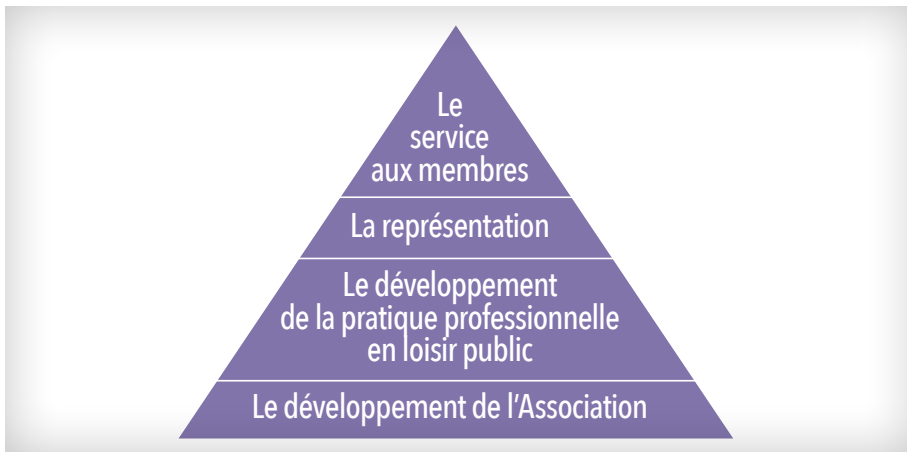 Le
service
aux membres
La représentation
Le développement
de la pratique professionnelle
en loisir public
Le développement de l'Association